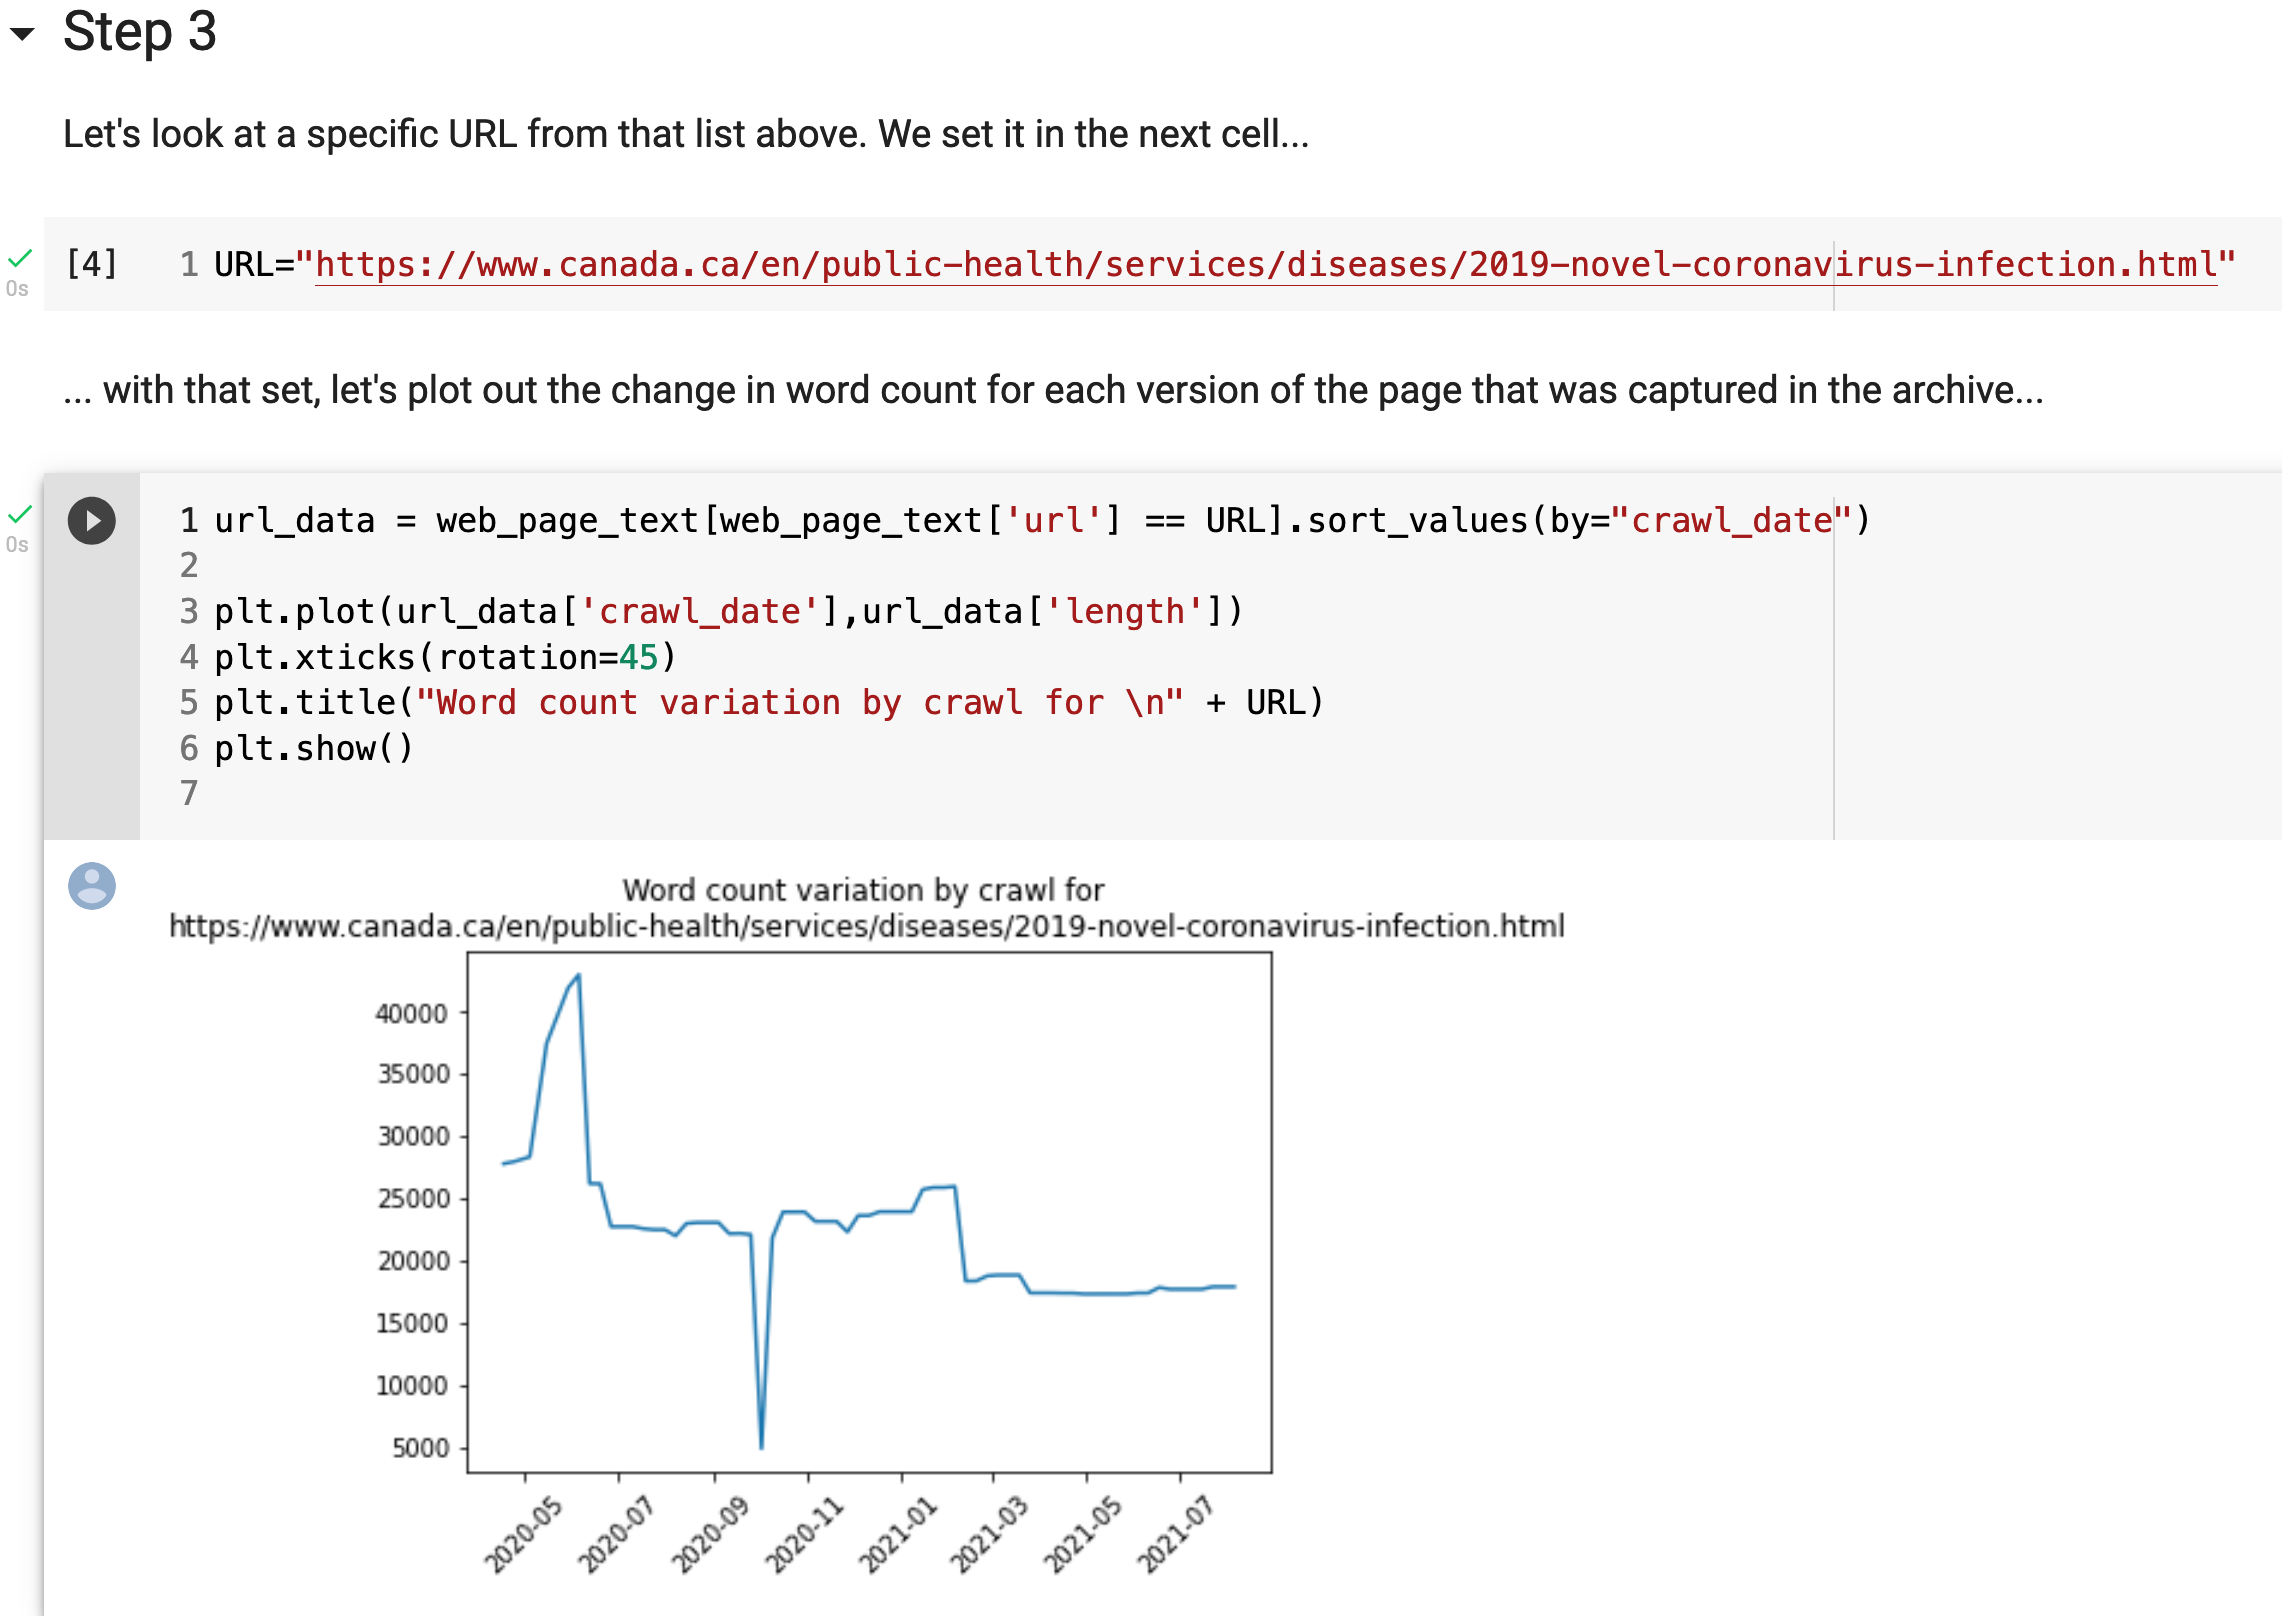 Step 3
Let's look at a specific URL from that list above. We set it in the next cell...
[4] 1 URL="https://www.canada.ca/en/public-health/services/diseases/2019-novel-coronavirus-infection.html"
0s
... with that set, let's plot out the change in word count for each version of the page that was captured in the archive...
1 url_data = web_page_text[web_page_text['url'] == URL].sort_values(by="crawl_date")
0s
2
3 plt.plot(url_data['crawl_date'],url_data['length'])
4 plt.xticks(rotation=45)
5 plt.title("Word count variation by crawl for \n" + URL)
6 plt.show()
7
Word count variation by crawl for
https://www.canada.ca/en/public-health/services/diseases/2019-novel-coronavirus-infection.html
40000
35000
30000
25000
20000
15000
10000
5000
2020-05 2020-07 2020-09 2020-11 2021-01 2021-03 2021-05 2021-07